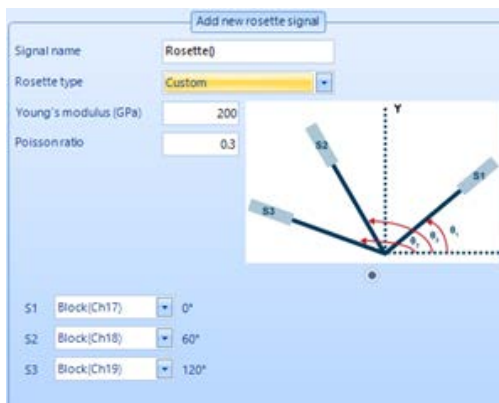 Add new rosette signal
Signal name Rosette()
Rosette type Custom
Young's modulus (GPa) 200
Poisson ratio 0.3
Y
S2
S1
S3
S1 Block(Ch17) 0°
S2 Block(Ch18) 60°
S3 Block(Ch19) 120°